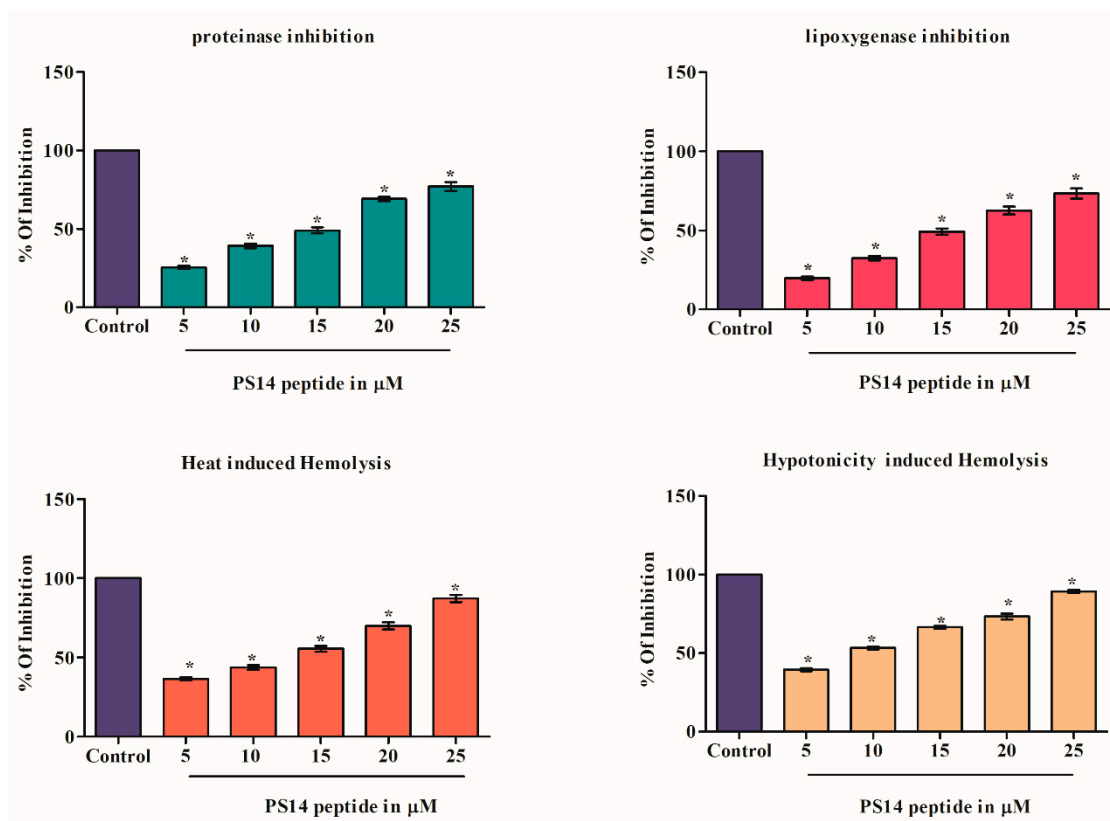 proteinase inhibition
% Of Inhibition
150
100
50
0
* * * * *
Control 5 10 15 20 25
PS14 peptide in μM
lipoxygenase inhibition
% Of Inhibition
150
100
50
0
* * * * *
Control 5 10 15 20 25
PS14 peptide in μM
Heat induced Hemolysis
% Of Inhibition
150
100
50
0
* * * * *
Control 5 10 15 20 25
PS14 peptide in μM
Hypotonicity induced Hemolysis
% Of Inhibition
150
100
50
0
* * * * *
Control 5 10 15 20 25
PS14 peptide in μM